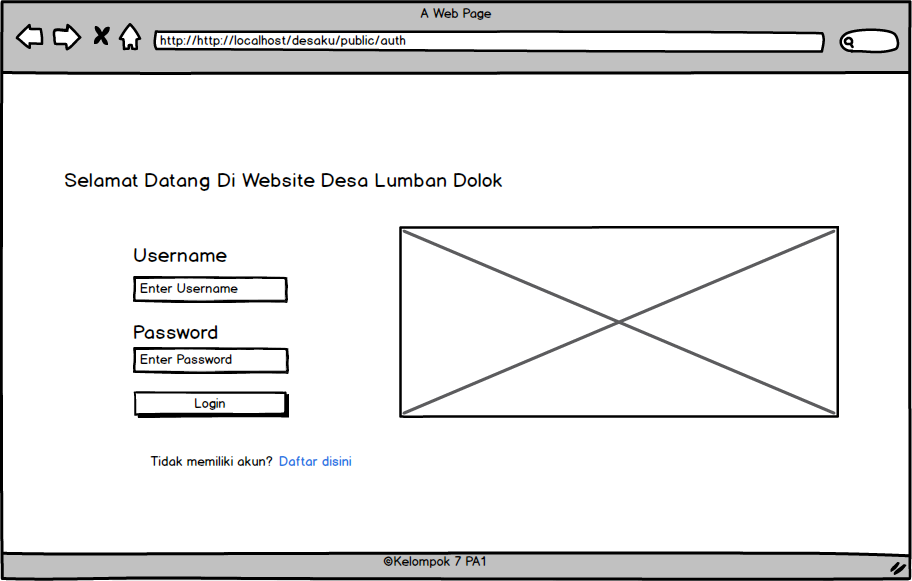 A Web Page
http://http://localhost/desaku/public/auth
Selamat Datang Di Website Desa Lumban Dolok
Username
Enter Username
Password
Enter Password
Login
Tidak memiliki akun? Daftar disini
©Kelompok 7 PA1